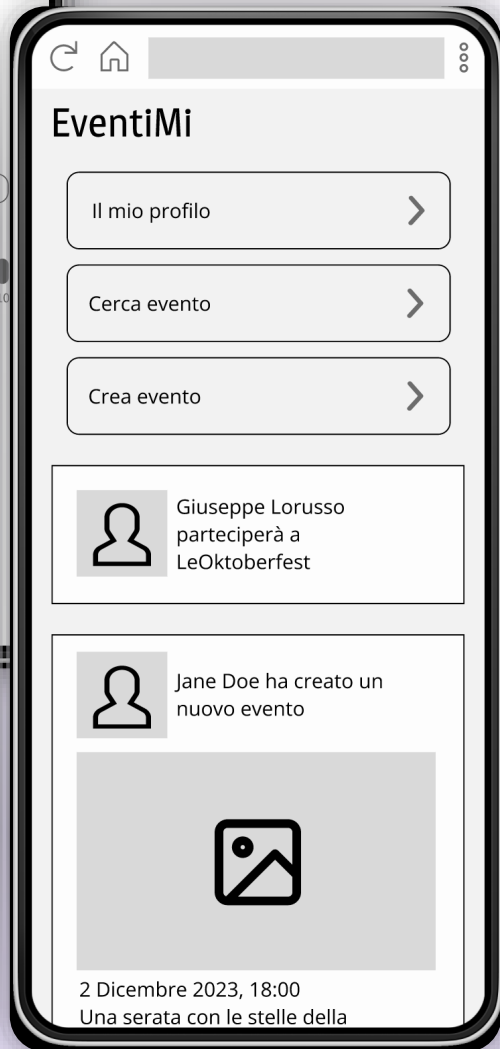 EventiMi
Il mio profilo
Cerca evento
Crea evento
Giuseppe Lorusso
parteciperà a
LeOktoberfest
Jane Doe ha creato un
nuovo evento
2 Dicembre 2023, 18:00
Una serata con le stelle della